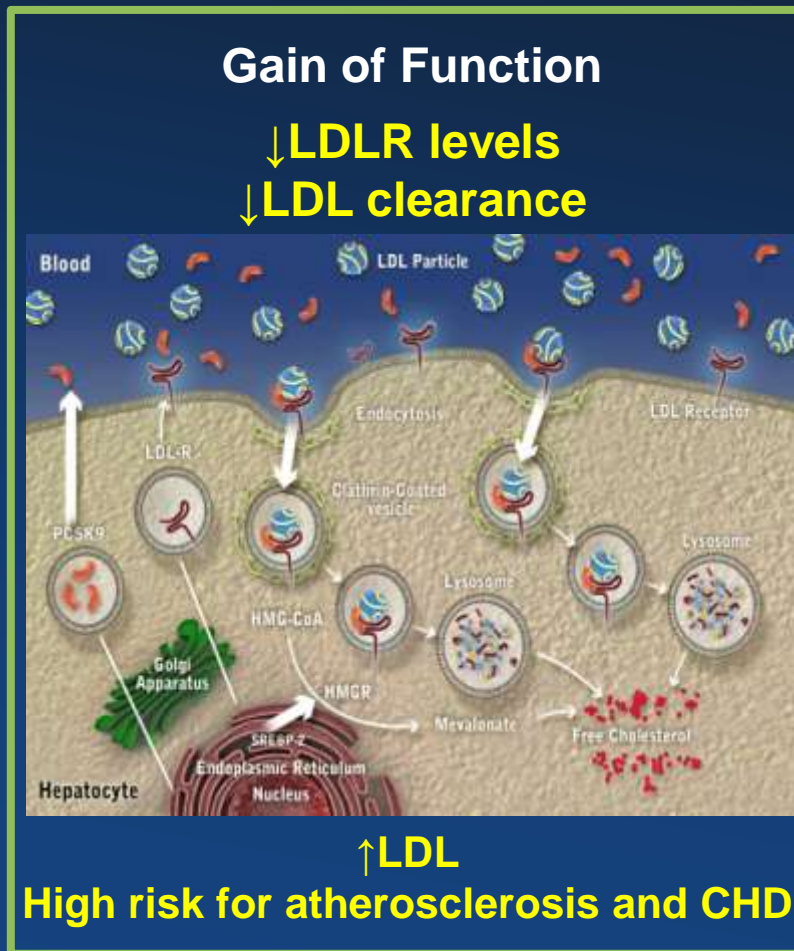 Gain of Function
↓LDLR levels
↓LDL clearance
Blood
LDL Particle
Endocytosis
LDL Receptor
LDL-R
Clathrin-Coated
vesicle
PCSK9
Lysosome
Lysosome
HMG-CoA
Golgi
Apparatus
HMGR
Mevalonate
Free Cholesterol
SREBP-2
Endoplasmic Reticulum
Nucleus
Hepatocyte
↑LDL
High risk for atherosclerosis and CHD